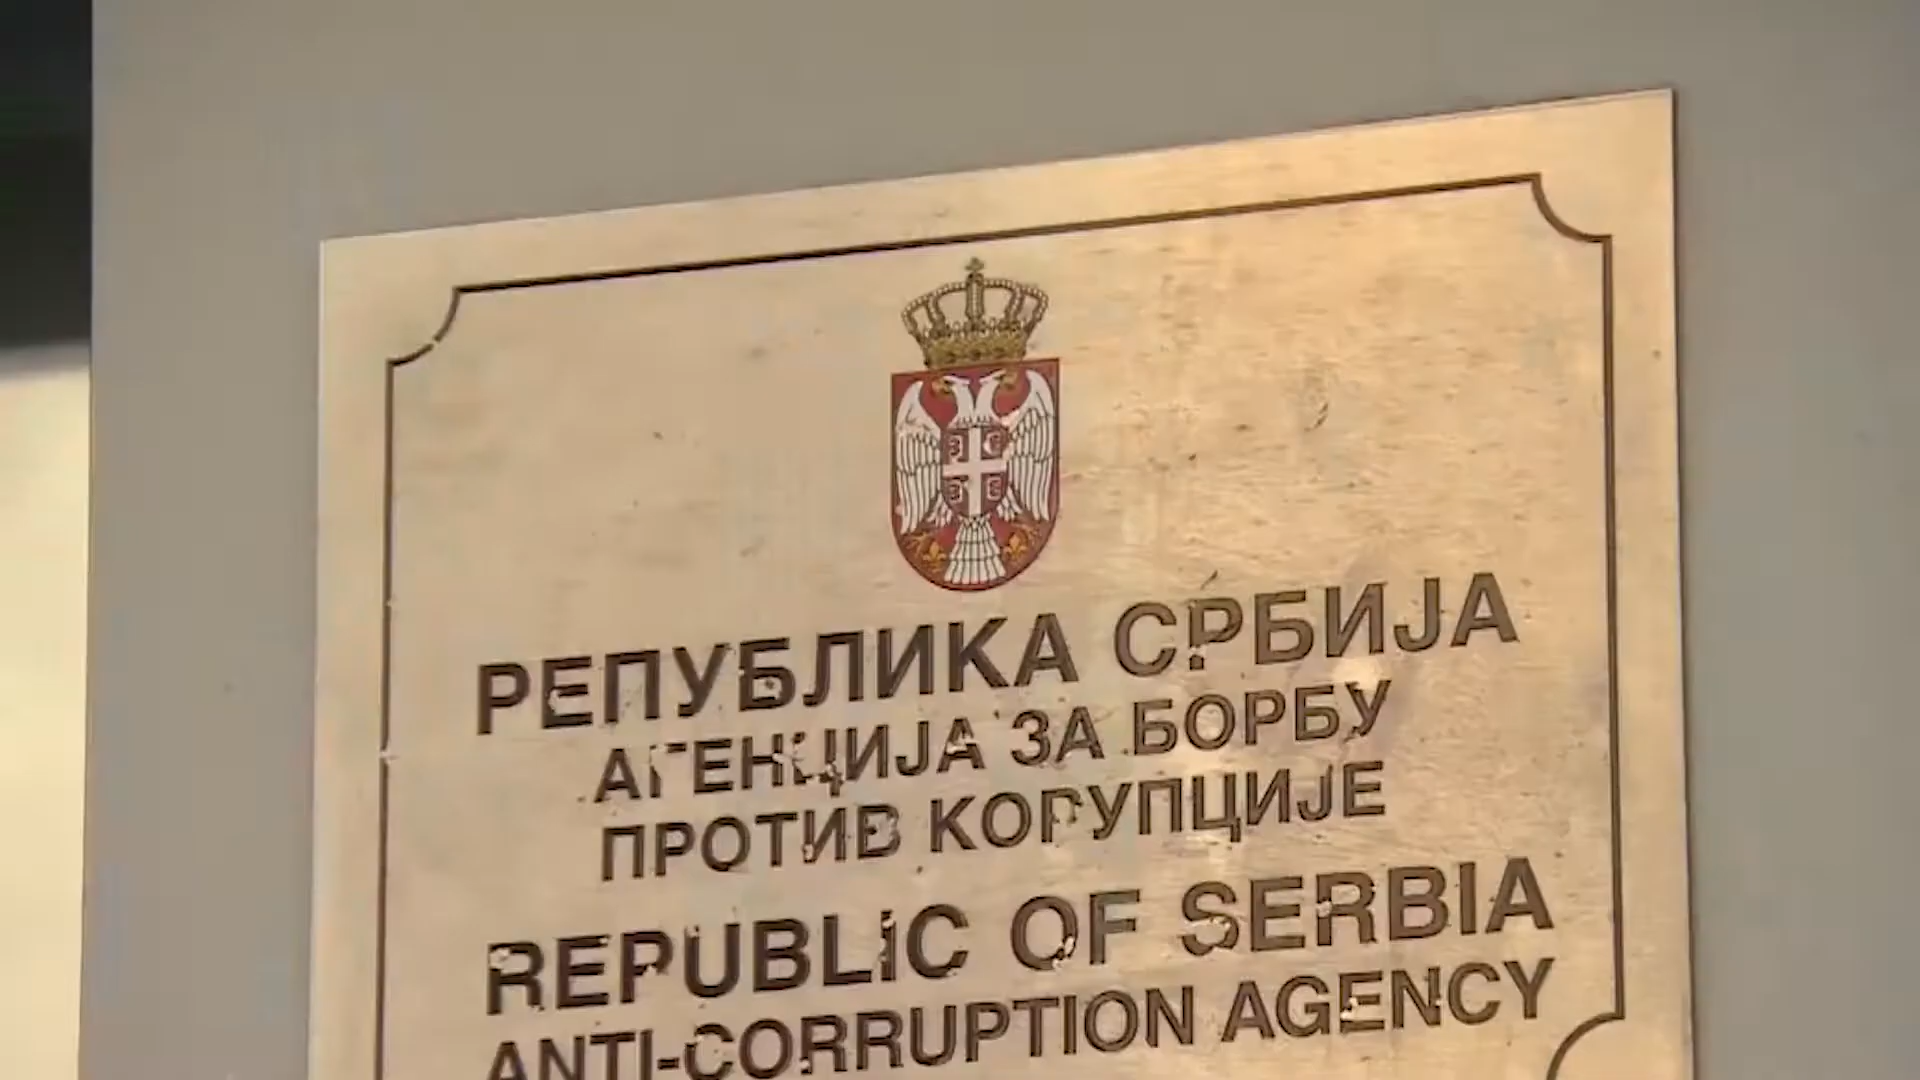 РЕПУБЛИКА СРБИЈА
АГЕНЦИЈА ЗА БОРБУ
ПРОТИВ КОРУПЦИЈЕ
REPUBLIC OF SERBIA
ANTI-CORRUPTION AGENCY